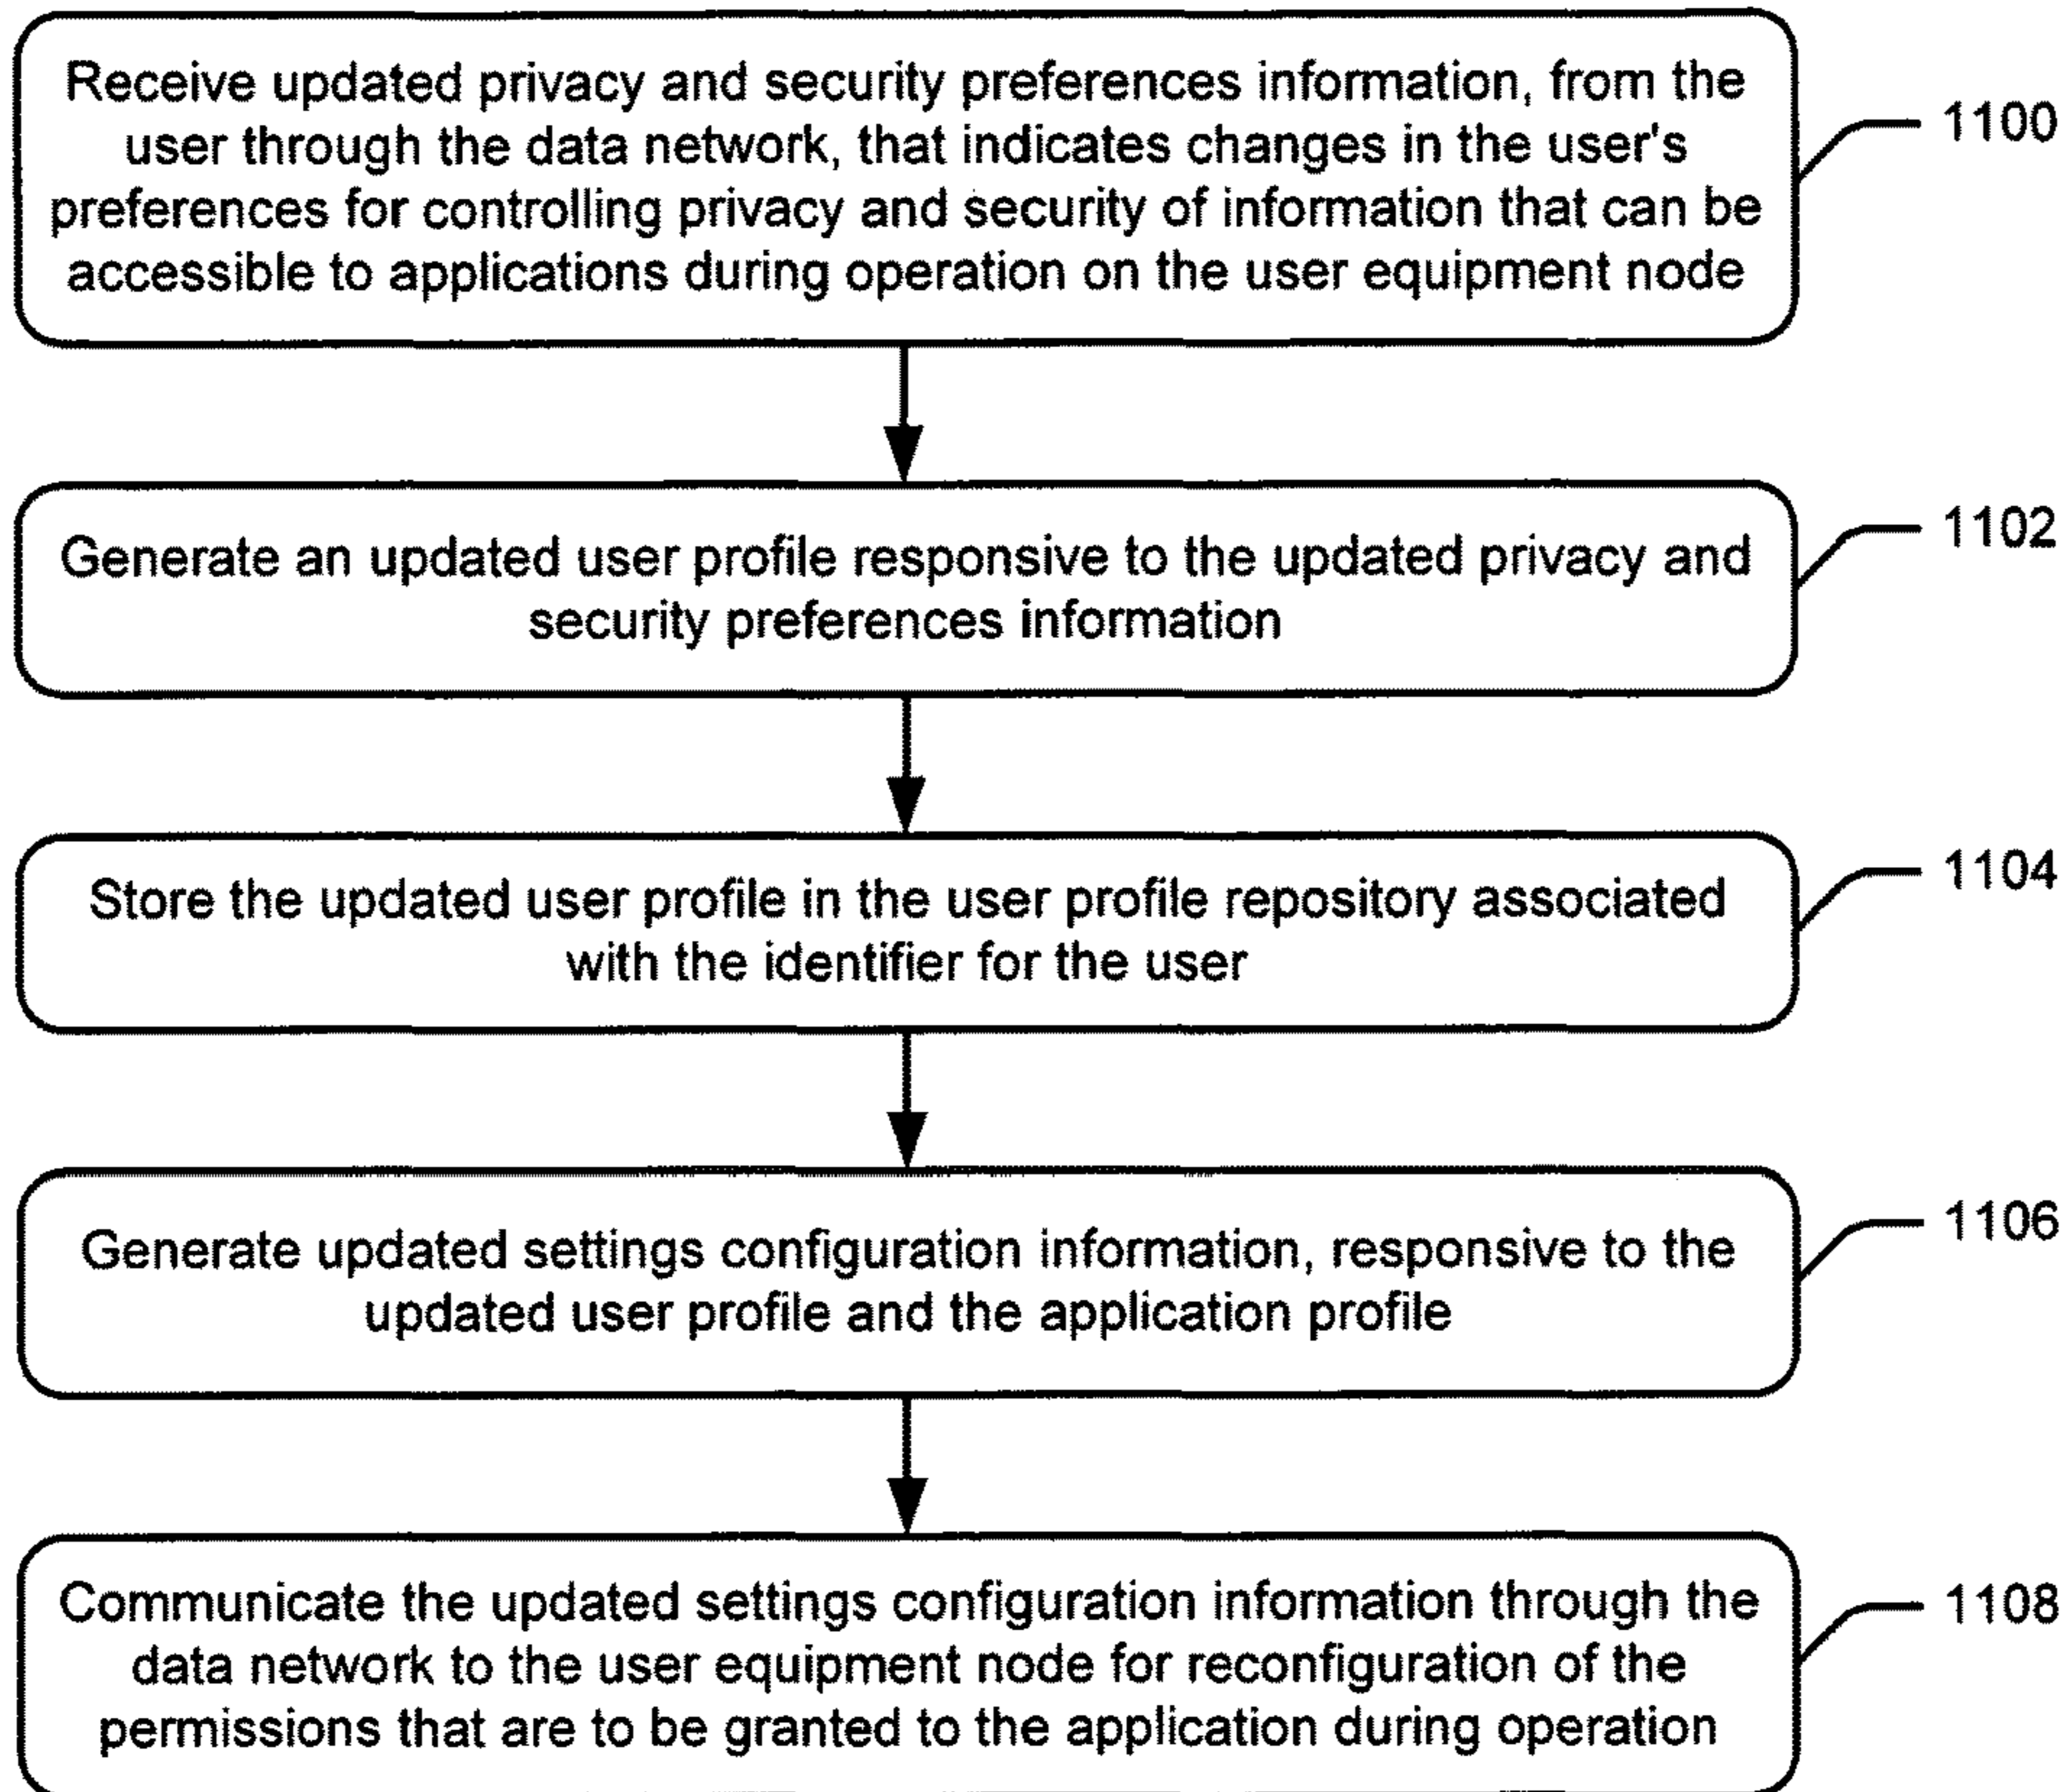 Receive updated privacy and security preferences information, from the
user through the data network, that indicates changes in the user's
preferences for controlling privacy and security of information that can be
accessible to applications during operation on the user equipment node
1100
Generate an updated user profile responsive to the updated privacy and
security preferences information
1102
Store the updated user profile in the user profile repository associated
with the identifier for the user
1104
Generate updated settings configuration information, responsive to the
updated user profile and the application profile
1106
Communicate the updated settings configuration information through the
data network to the user equipment node for reconfiguration of the
permissions that are to be granted to the application during operation
1108